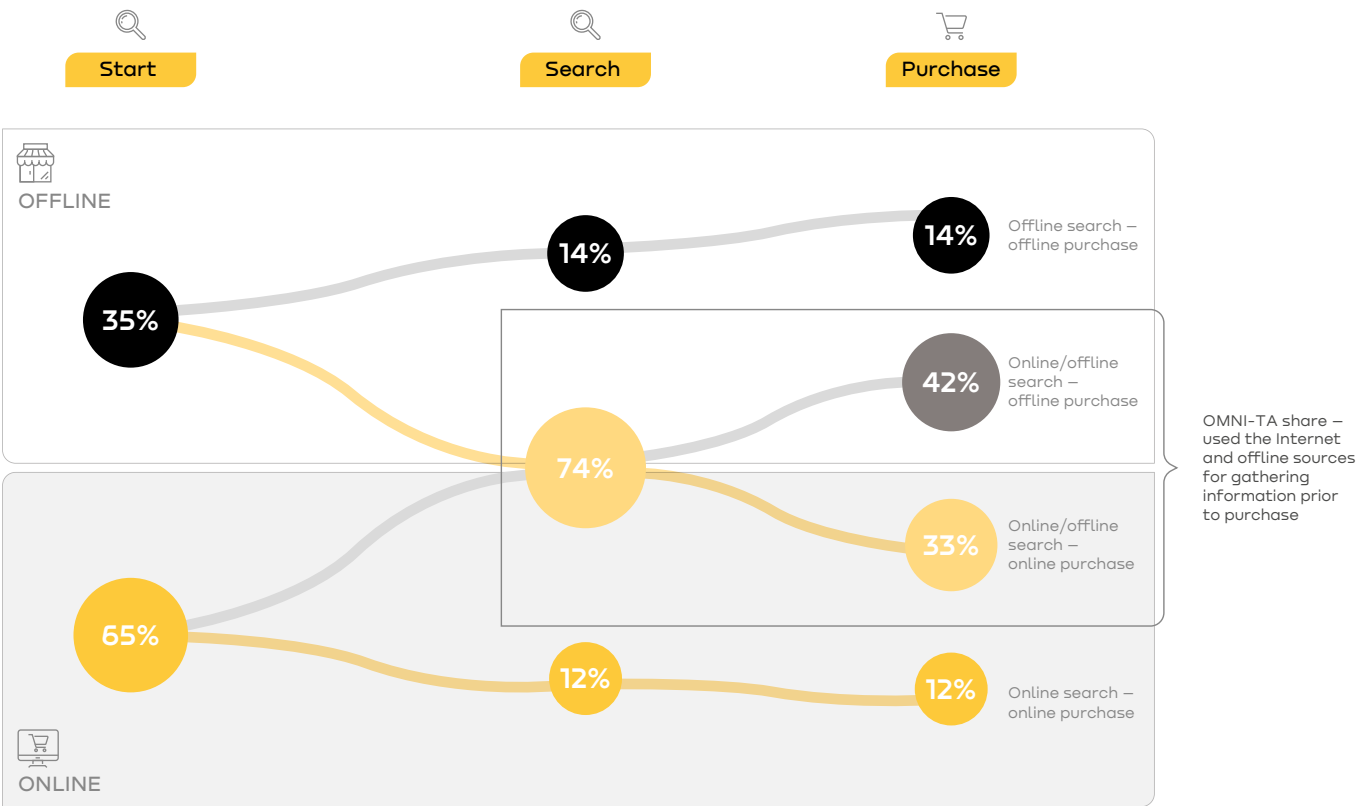 Start
Search
Purchase
OFFLINE
14%
14%
Offline search –
offline purchase
35%
42%
Online/offline
search –
offline purchase
OMNI-TA share –
used the Internet
and offline sources
for gathering
information prior
to purchase
74%
33%
Online/offline
search –
online purchase
65%
12%
12%
Online search –
online purchase
ONLINE